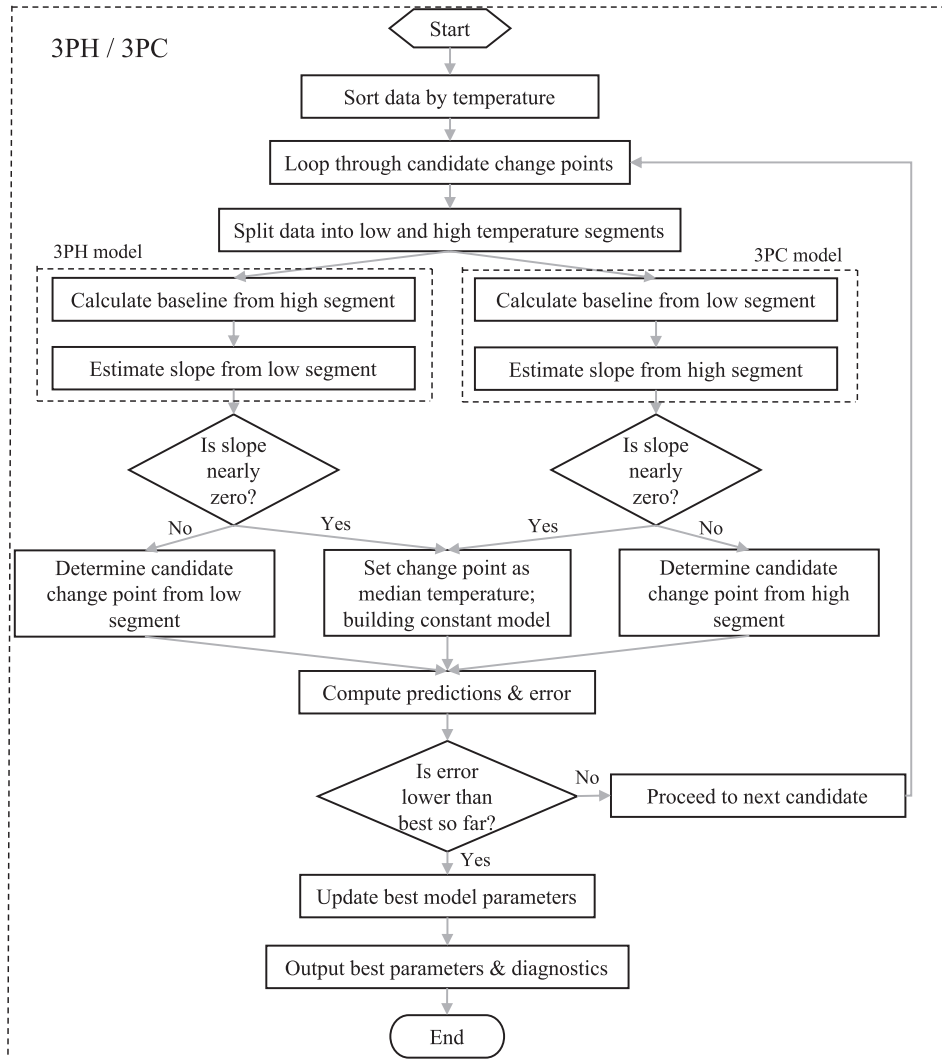 3PH / 3PC
Start
Sort data by temperature
Loop through candidate change points
Split data into low and high temperature segments
3PH model
Calculate baseline from high segment
Estimate slope from low segment
3PC model
Calculate baseline from low segment
Estimate slope from high segment
Is slope
nearly
zero?
Is slope
nearly
zero?
No
Yes
Yes
No
Determine candidate
change point from low
segment
Set change point as
median temperature;
building constant model
Determine candidate
change point from high
segment
Compute predictions & error
Is error
lower than
best so far?
No
Proceed to next candidate
Yes
Update best model parameters
Output best parameters & diagnostics
End